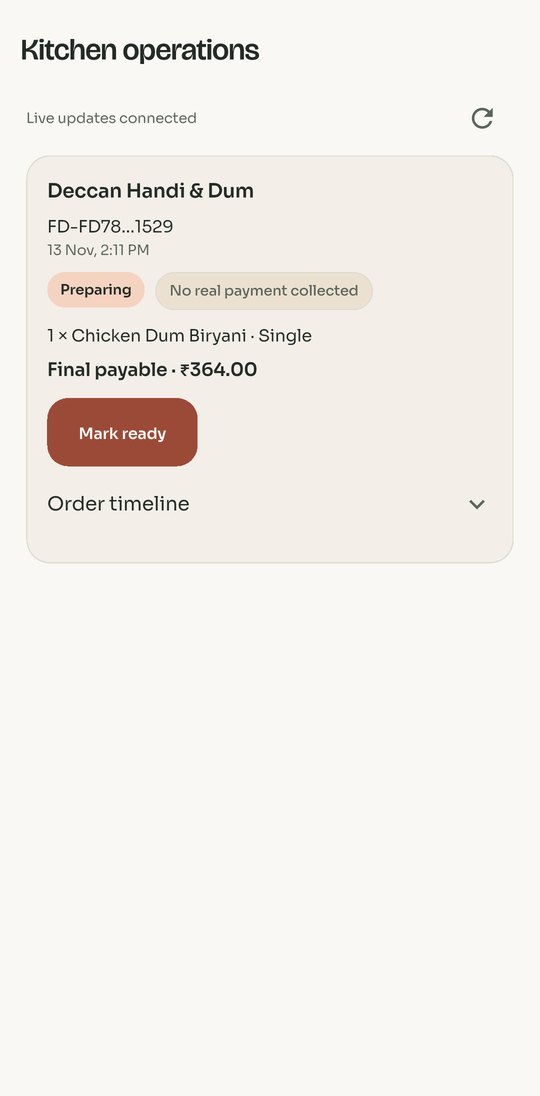 Kitchen operations
Live updates connected
Deccan Handi & Dum
FD-FD78...1529
13 Nov, 2:11 PM
Preparing
No real payment collected
1 × Chicken Dum Biryani · Single
Final payable · ₹364.00
Mark ready
Order timeline